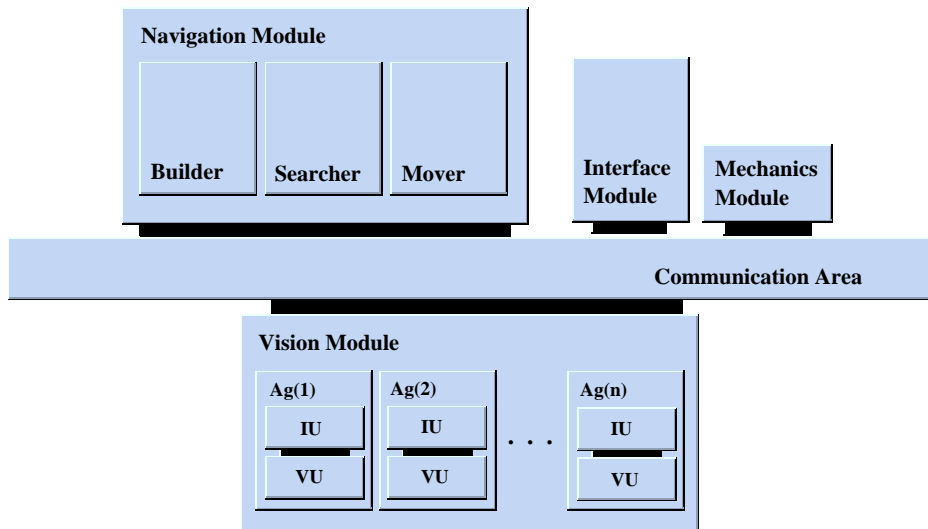 Navigation Module
Builder
Searcher
Mover
Interface
Module
Mechanics
Module
Communication Area
Vision Module
Ag(1)
IU
VU
Ag(2)
IU
VU
. . .
Ag(n)
IU
VU